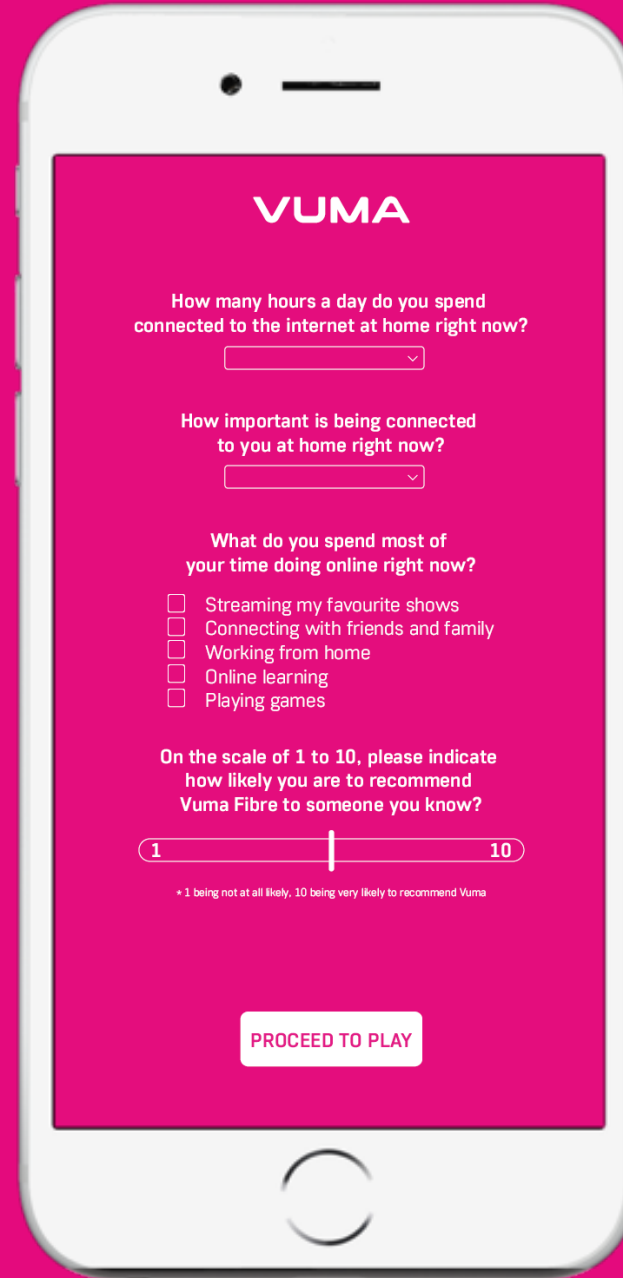 VUMA
How many hours a day do you spend
connected to the internet at home right now?
How important is being connected
to you at home right now?
What do you spend most of
your time doing online right now?
Streaming my favourite shows
Connecting with friends and family
Working from home
Online learning
Playing games
On the scale of 1 to 10, please indicate
how likely you are to recommend
Vuma Fibre to someone you know?
1 10
* 1 being not at all likely, 10 being very likely to recommend Vuma
PROCEED TO PLAY